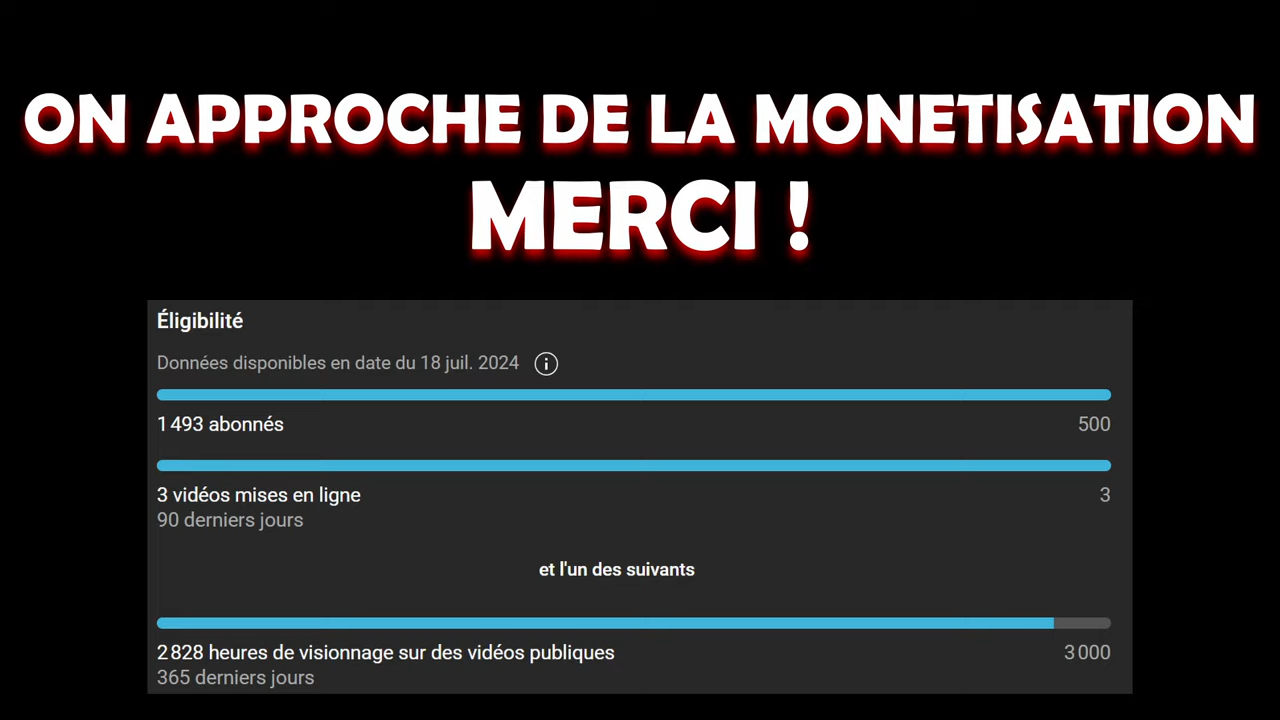 ON APPROCHE DE LA MONETISATION
MERCI !
Éligibilité
Données disponibles en date du 18 juil. 2024
1 493 abonnés 500
3 vidéos mises en ligne 3
90 derniers jours
et l'un des suivants
2 828 heures de visionnage sur des vidéos publiques 3 000
365 derniers jours